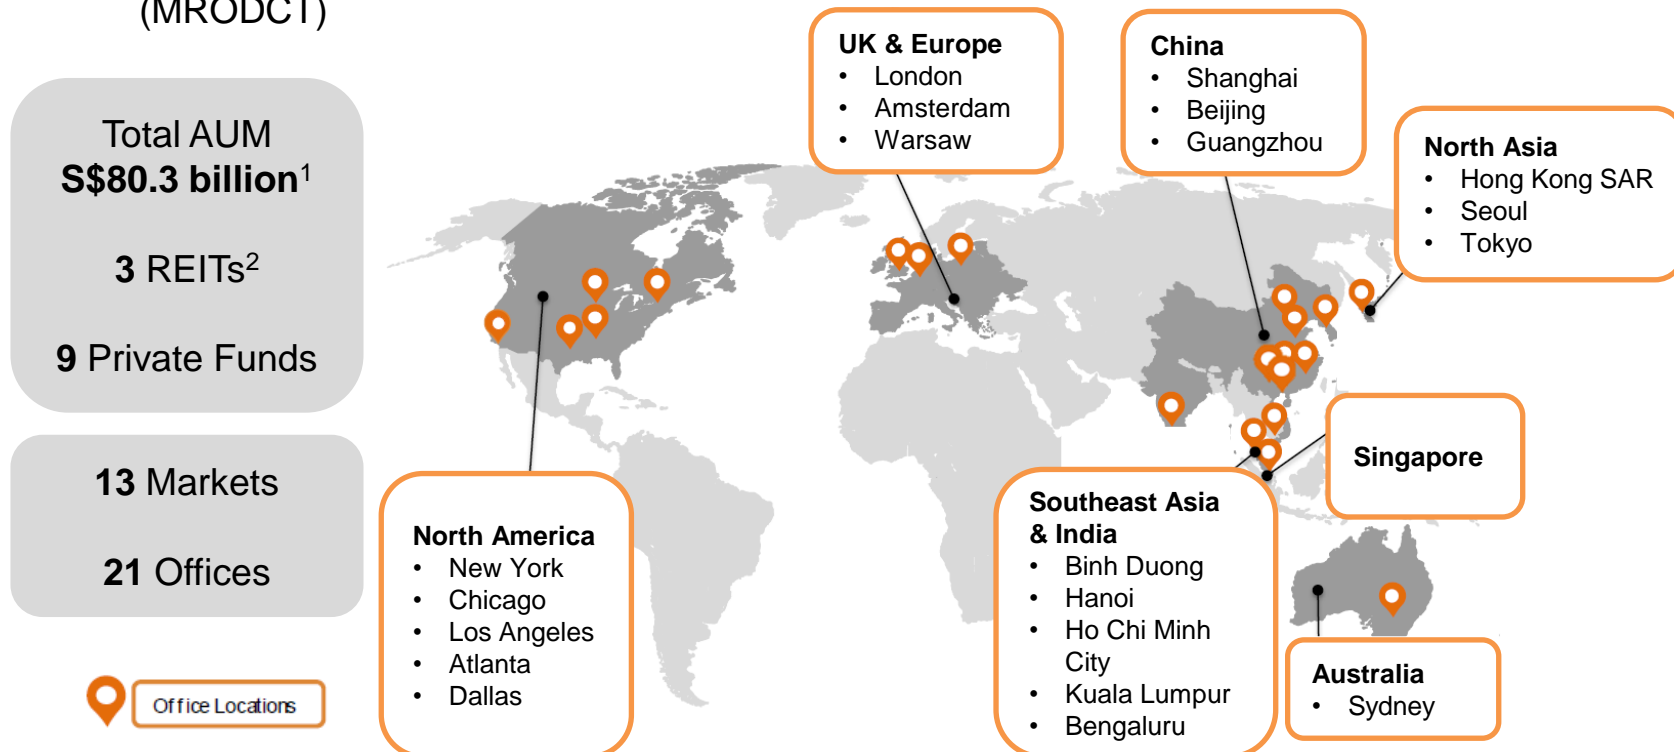 (MRODCT)
Total AUM
S$80.3 billion1
3 REITs2
9 Private Funds
13 Markets
21 Offices
Office Locations
UK & Europe
• London
• Amsterdam
• Warsaw
China
• Shanghai
• Beijing
• Guangzhou
North Asia
• Hong Kong SAR
• Seoul
• Tokyo
Singapore
North America
• New York
• Chicago
• Los Angeles
• Atlanta
• Dallas
Southeast Asia
& India
• Binh Duong
• Hanoi
• Ho Chi Minh
City
• Kuala Lumpur
• Bengaluru
Australia
• Sydney